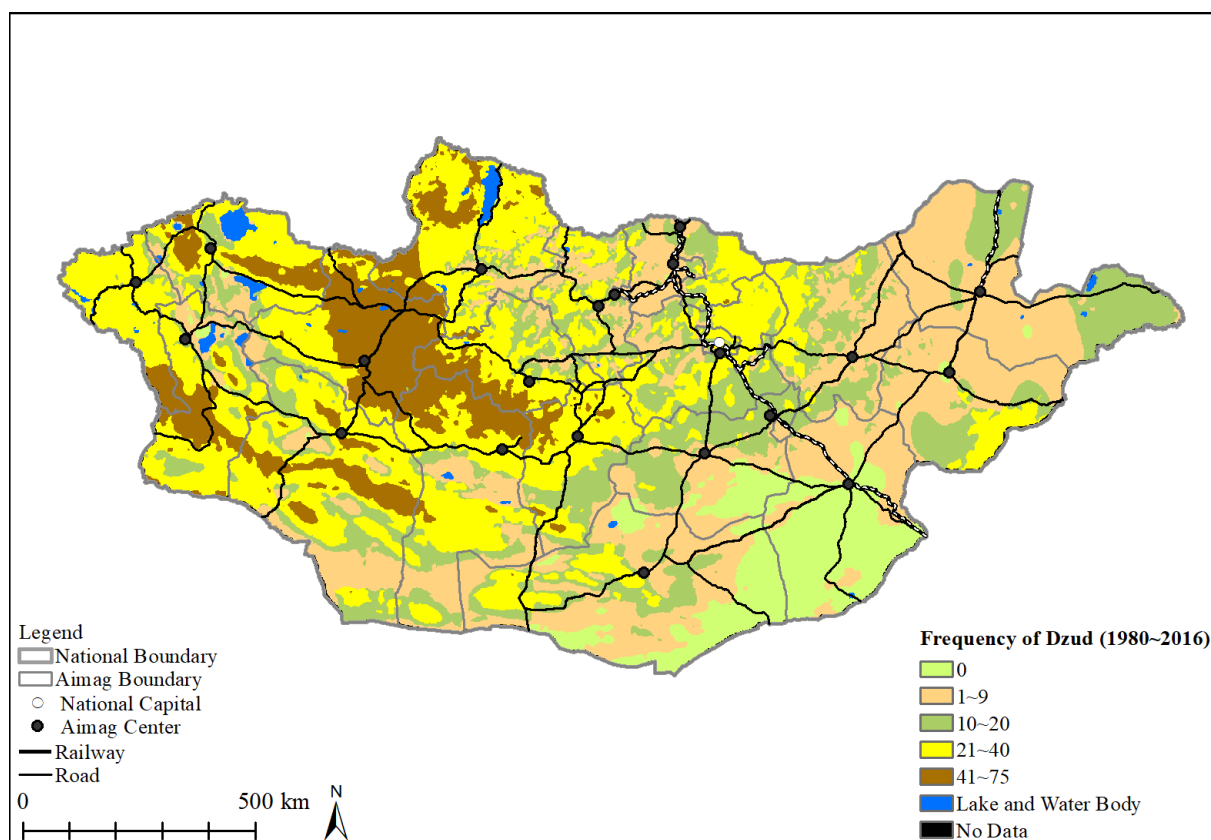 Legend
National Boundary
Aimag Boundary
National Capital
Aimag Center
Railway
Road
0 500 km
N
Frequency of Dzud (1980~2016)
0
1~9
10~20
21~40
41~75
Lake and Water Body
No Data